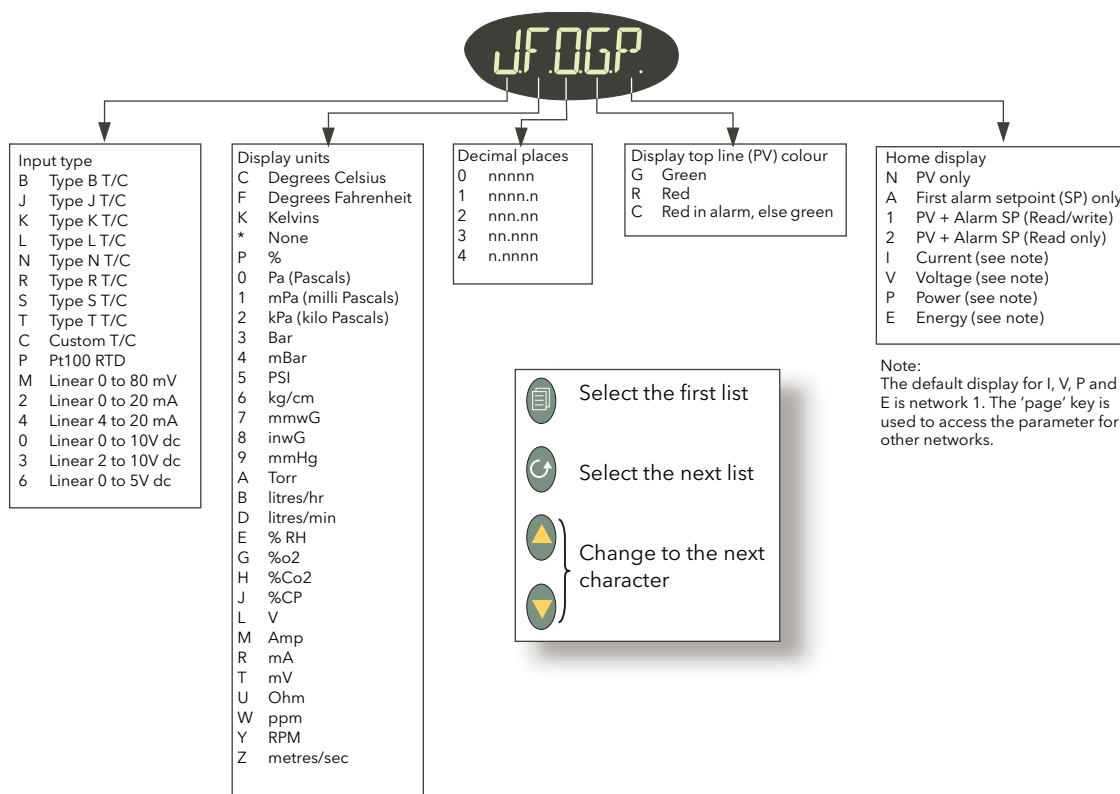 J.F.0.G.P.
Input type
B Type B T/C
J Type J T/C
K Type K T/C
L Type L T/C
N Type N T/C
R Type R T/C
S Type S T/C
T Type T T/C
C Custom T/C
P Pt100 RTD
M Linear 0 to 80 mV
2 Linear 0 to 20 mA
4 Linear 4 to 20 mA
0 Linear 0 to 10V dc
3 Linear 2 to 10V dc
6 Linear 0 to 5V dc
Display units
C Degrees Celsius
F Degrees Fahrenheit
K Kelvins
* None
P %
0 Pa (Pascals)
1 mPa (milli Pascals)
2 kPa (kilo Pascals)
3 Bar
4 mBar
5 PSI
6 kg/cm
7 mmwG
8 inwG
9 mmHg
A Torr
B litres/hr
D litres/min
E % RH
G %o2
H %Co2
J %CP
L V
M Amp
R mA
T mV
U Ohm
W ppm
Y RPM
Z metres/sec
Decimal places
0 nnnnn
1 nnnn.n
2 nnn.nn
3 nn.nnn
4 n.nnnn
Display top line (PV) colour
G Green
R Red
C Red in alarm, else green
Home display
N PV only
A First alarm setpoint (SP) only
1 PV + Alarm SP (Read/write)
2 PV + Alarm SP (Read only)
I Current (see note)
V Voltage (see note)
P Power (see note)
E Energy (see note)
Note:
The default display for I, V, P and
E is network 1. The 'page' key is
used to access the parameter for
other networks.
Select the first list
Select the next list
Change to the next
character